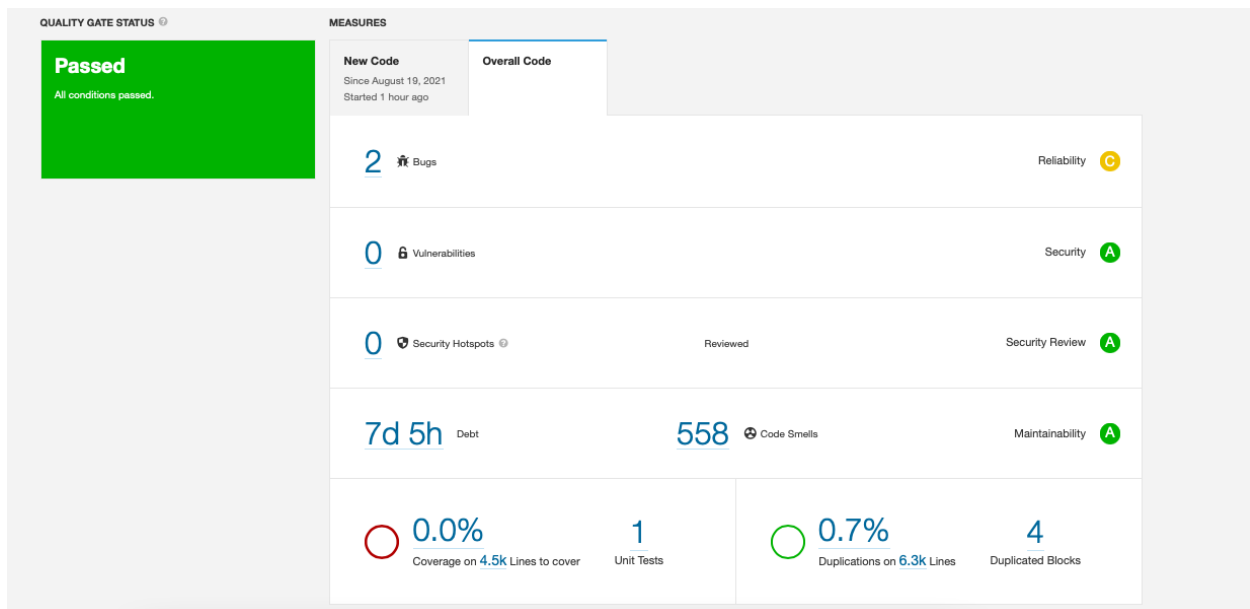 QUALITY GATE STATUS
MEASURES
Passed
All conditions passed.
New Code
Since August 19, 2021
Started 1 hour ago
Overall Code
2 Bugs
Reliability C
0 Vulnerabilities
Security A
0 Security Hotspots
Reviewed
Security Review A
7d 5h Debt
558 Code Smells
Maintainability A
0.0%
Coverage on 4.5k Lines to cover
1
Unit Tests
0.7%
Duplications on 6.3k Lines
4
Duplicated Blocks